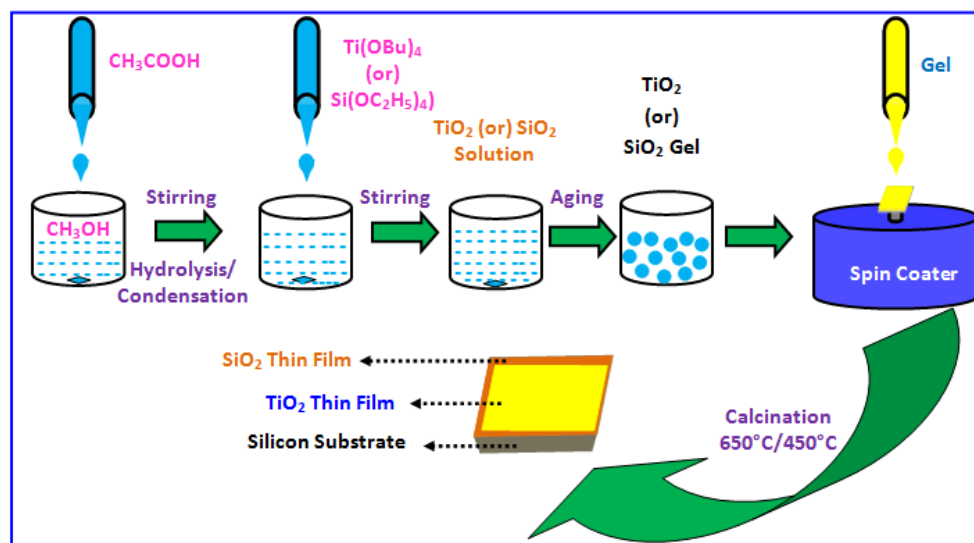 CH₃COOH
CH₃OH
Stirring
Hydrolysis/
Condensation
Ti(OBu)₄
(or)
Si(OC₂H₅)₄)
Stirring
TiO₂ (or) SiO₂
Solution
Aging
TiO₂
(or)
SiO₂ Gel
Gel
Spin Coater
Calcination
650°C/450°C
SiO₂ Thin Film
TiO₂ Thin Film
Silicon Substrate